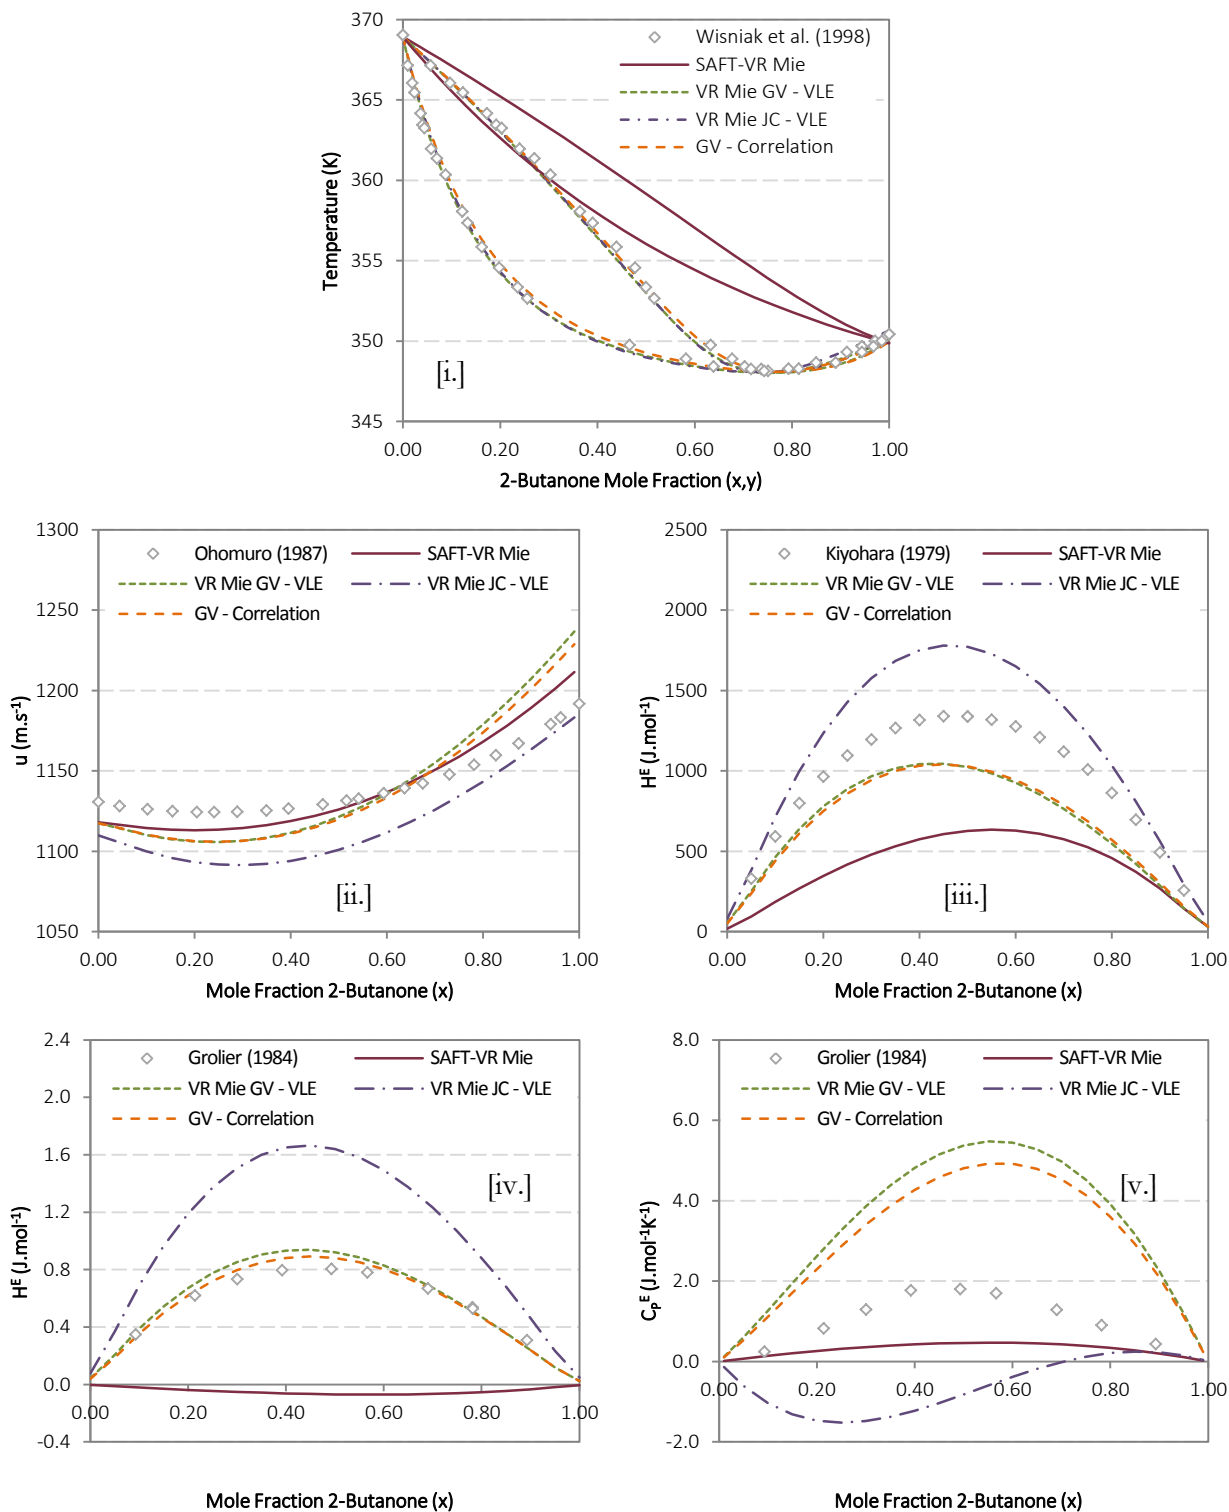 370
Wisniak et al. (1998)
SAFT-VR Mie
VR Mie GV - VLE
VR Mie JC - VLE
GV - Correlation
365
360
355
350
345
Temperature (K)
[i.]
0.00 0.20 0.40 0.60 0.80 1.00
2-Butanone Mole Fraction (x,y)
1300
Ohomuro (1987) SAFT-VR Mie
VR Mie GV - VLE VR Mie JC - VLE
GV - Correlation
1250
1200
1150
1100
1050
u (m.s⁻¹)
[ii.]
0.00 0.20 0.40 0.60 0.80 1.00
Mole Fraction 2-Butanone (x)
2500
Kiyohara (1979) SAFT-VR Mie
VR Mie GV - VLE VR Mie JC - VLE
GV - Correlation
2000
1500
1000
500
0
Hᴱ (J.mol⁻¹)
[iii.]
0.00 0.20 0.40 0.60 0.80 1.00
Mole Fraction 2-Butanone (x)
2.4
Grolier (1984) SAFT-VR Mie
VR Mie GV - VLE VR Mie JC - VLE
GV - Correlation
2.0
1.6
1.2
0.8
0.4
0.0
-0.4
Hᴱ (J.mol⁻¹)
[iv.]
0.00 0.20 0.40 0.60 0.80 1.00
Mole Fraction 2-Butanone (x)
8.0
Grolier (1984) SAFT-VR Mie
VR Mie GV - VLE VR Mie JC - VLE
GV - Correlation
6.0
4.0
2.0
0.0
-2.0
C_Pᴱ (J.mol⁻¹K⁻¹)
[v.]
0.00 0.20 0.40 0.60 0.80 1.00
Mole Fraction 2-Butanone (x)